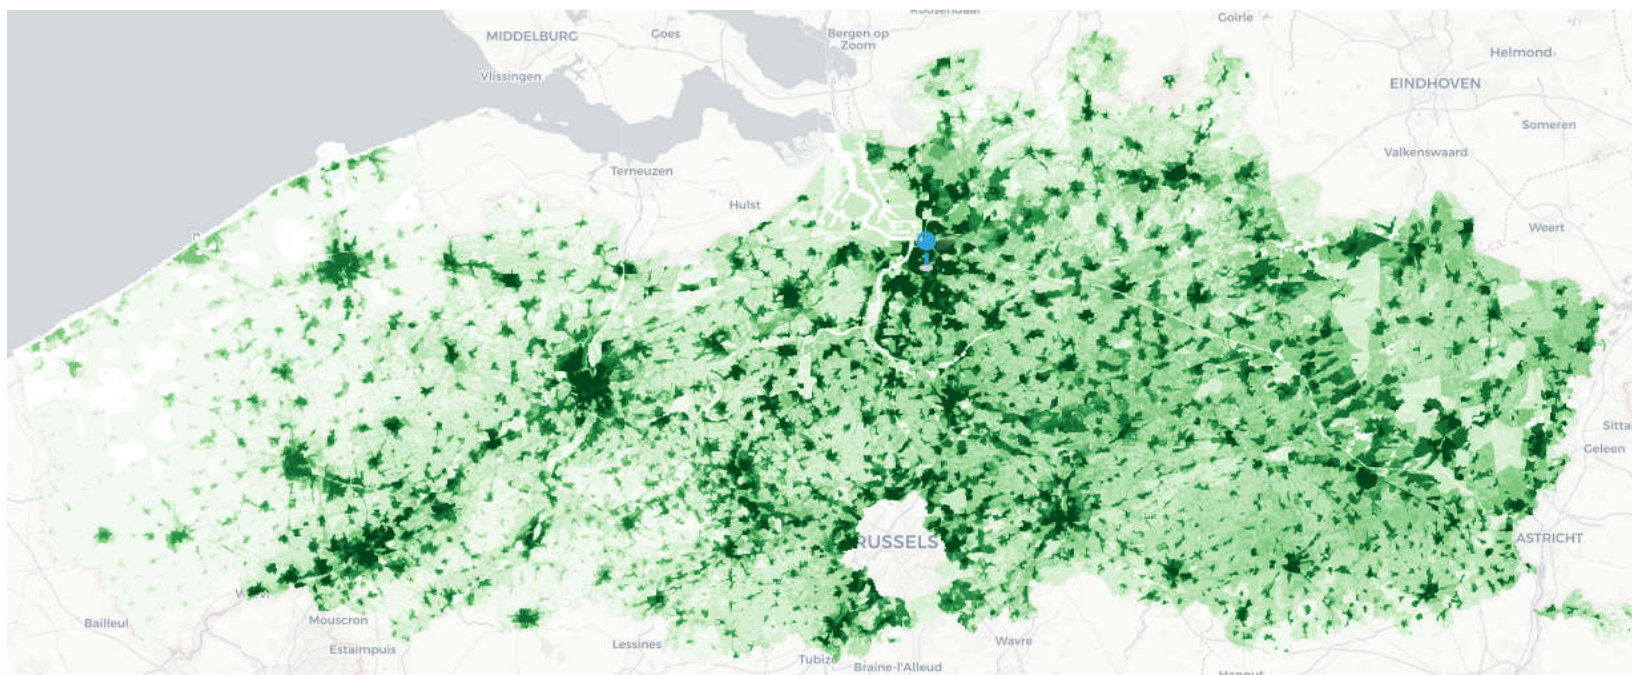 Roosendaal
Goirle
MIDDELBURG
Goes
Bergen op
Zoom
Helmond
Vlissingen
EINDHOVEN
Someren
Valkenswaard
Terneuzen
Hulst
Weert
Sitta
Geleen
RUSSELS
ASTRICHT
Bailleul
Mouscron
Estaimpuis
Lessines
Wavre
Tubize
Braine-l'Alleud
Hannut